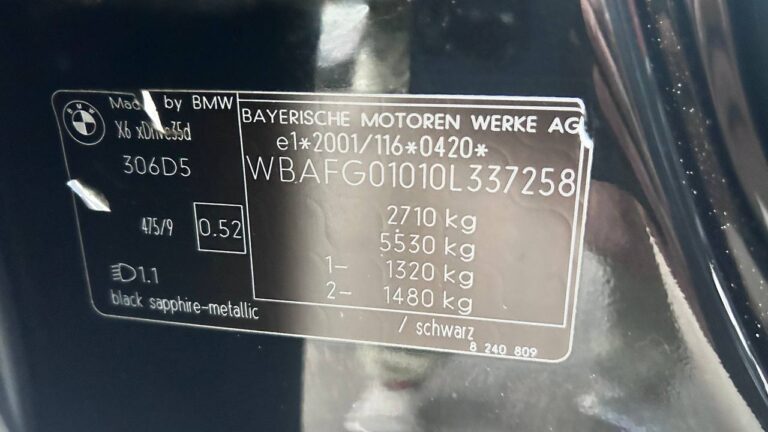 BMW
Made by BMW
X6 xDrive35d
306D5
475/9 0.52
1.1
black sapphire-metallic
BAYERISCHE MOTOREN WERKE AG
e1*2001/116*0420*
WBAFG01010L337258
2710 kg
5530 kg
1- 1320 kg
2- 1480 kg
/ schwarz
8 240 809